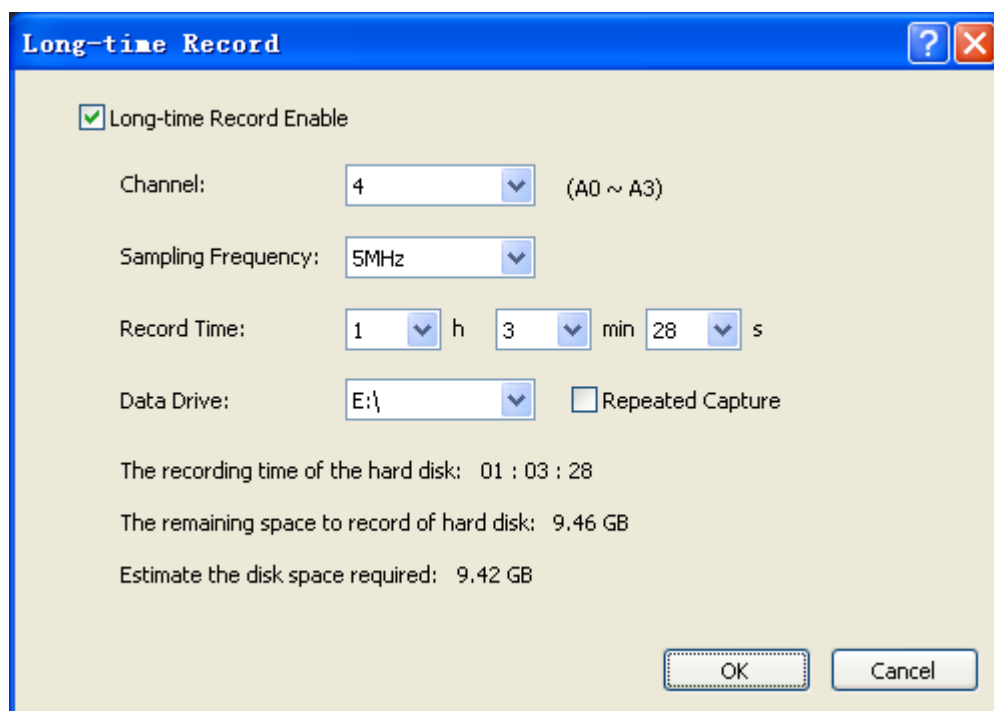 Long-time Record
Long-time Record Enable
Channel: 4 (A0 ~ A3)
Sampling Frequency: 5MHz
Record Time: 1 h 3 min 28 s
Data Drive: E:\ Repeated Capture
The recording time of the hard disk: 01 : 03 : 28
The remaining space to record of hard disk: 9.46 GB
Estimate the disk space required: 9.42 GB
OK Cancel